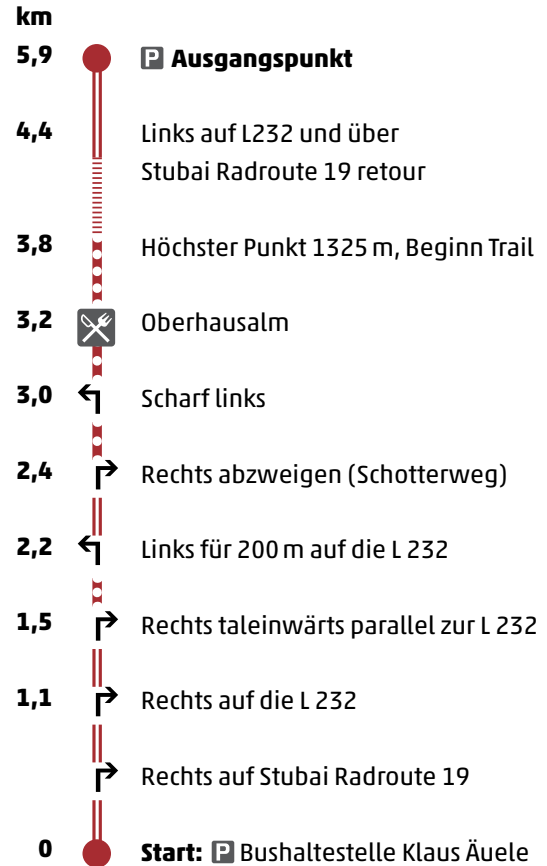 km
5,9 P Ausgangspunkt
4,4 Links auf L232 und über
Stubai Radroute 19 retour
3,8 Höchster Punkt 1325 m, Beginn Trail
3,2 Oberhausalm
3,0 Scharf links
2,4 Rechts abzweigen (Schotterweg)
2,2 Links für 200 m auf die L 232
1,5 Rechts taleinwärts parallel zur L 232
1,1 Rechts auf die L 232
Rechts auf Stubai Radroute 19
0 Start: P Bushaltestelle Klaus Äuele